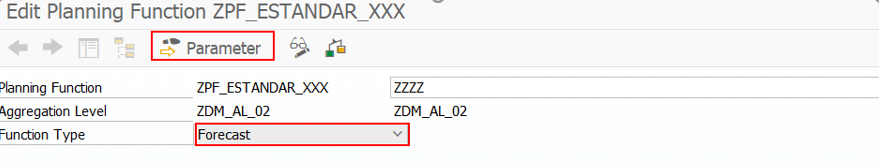 Edit Planning Function ZPF_ESTANDAR_XXX
Parameter
Planning Function ZPF_ESTANDAR_XXX ZZZZ
Aggregation Level ZDM_AL_02 ZDM_AL_02
Function Type Forecast